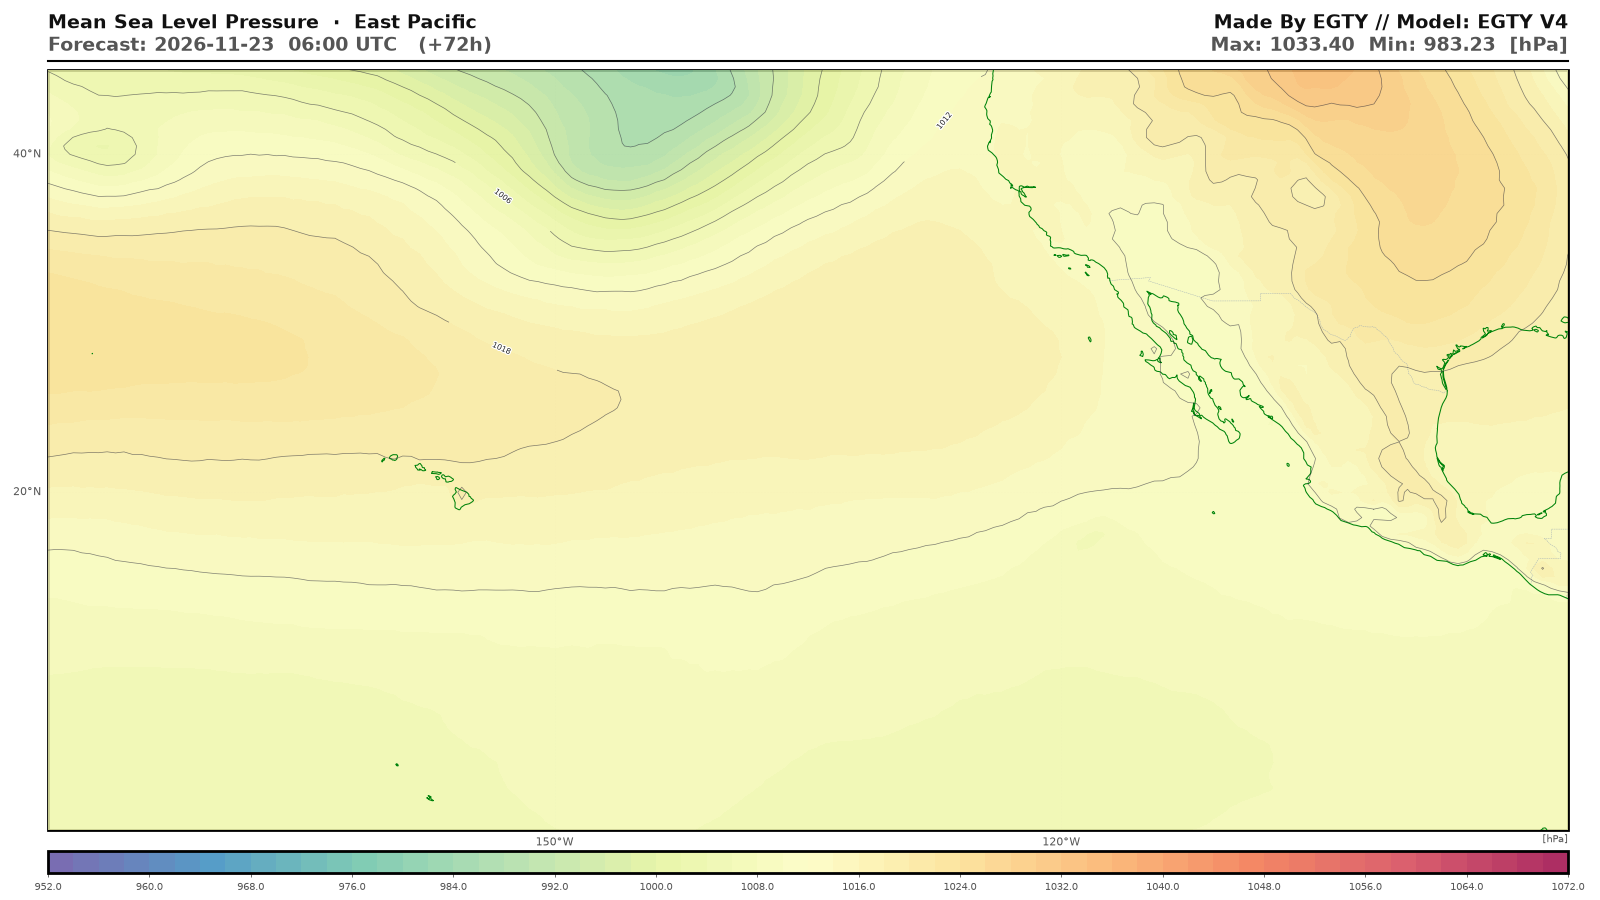 Mean Sea Level Pressure · East Pacific
Made By EGTY // Model: EGTY V4
Forecast: 2026-11-23 06:00 UTC (+72h)
Max: 1033.40 Min: 983.23 [hPa]
1012
40°N
1006
1018
20°N
150°W
120°W
[hPa]
952.0 960.0 968.0 976.0 984.0 992.0 1000.0 1008.0 1016.0 1024.0 1032.0 1040.0 1048.0 1056.0 1064.0 1072.0